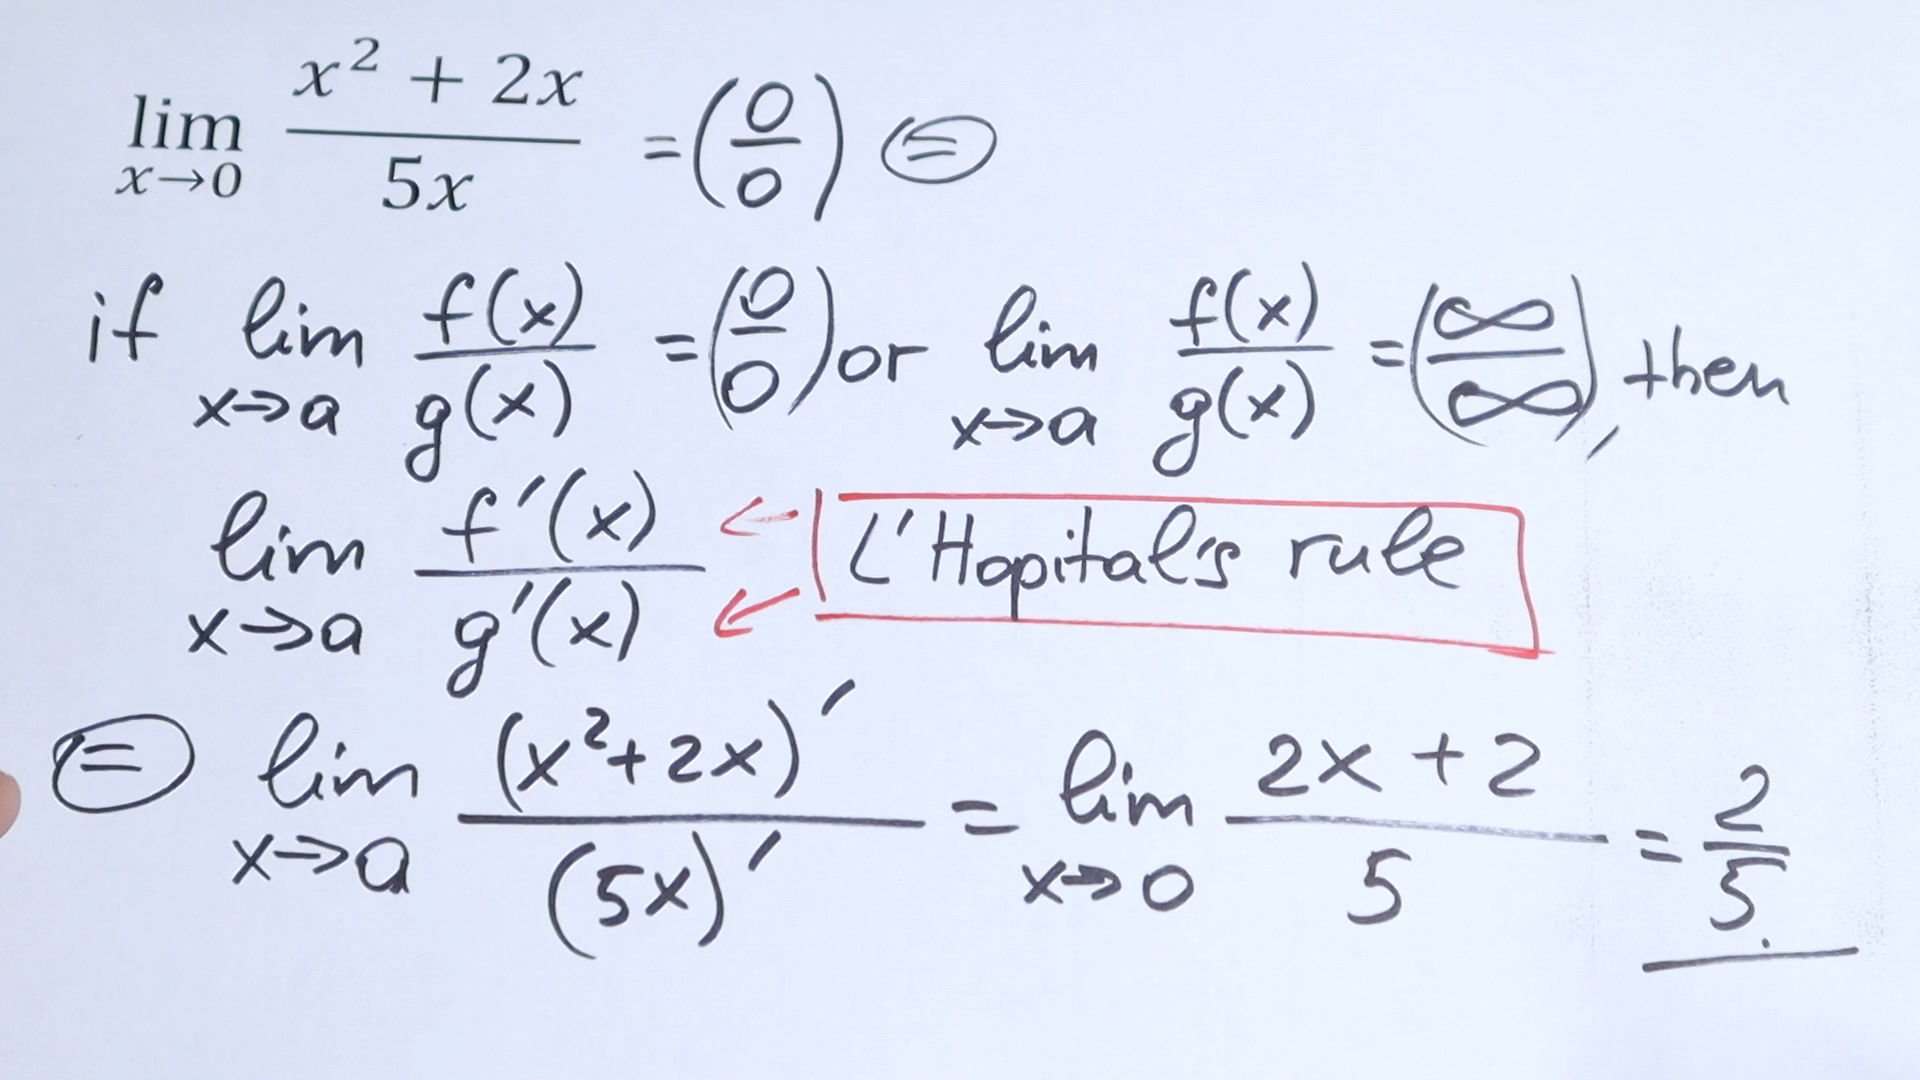 lim x→0 (x² + 2x)/(5x) = (0/0) ⊜
if lim x→a f(x)/g(x) = (0/0) or lim x→a f(x)/g(x) = (∞/∞), then
lim x→a f'(x)/g'(x) ← ← L'Hopital's rule
⊜ lim x→a (x²+2x)'/(5x)' = lim x→0 (2x+2)/5 = 2/5.